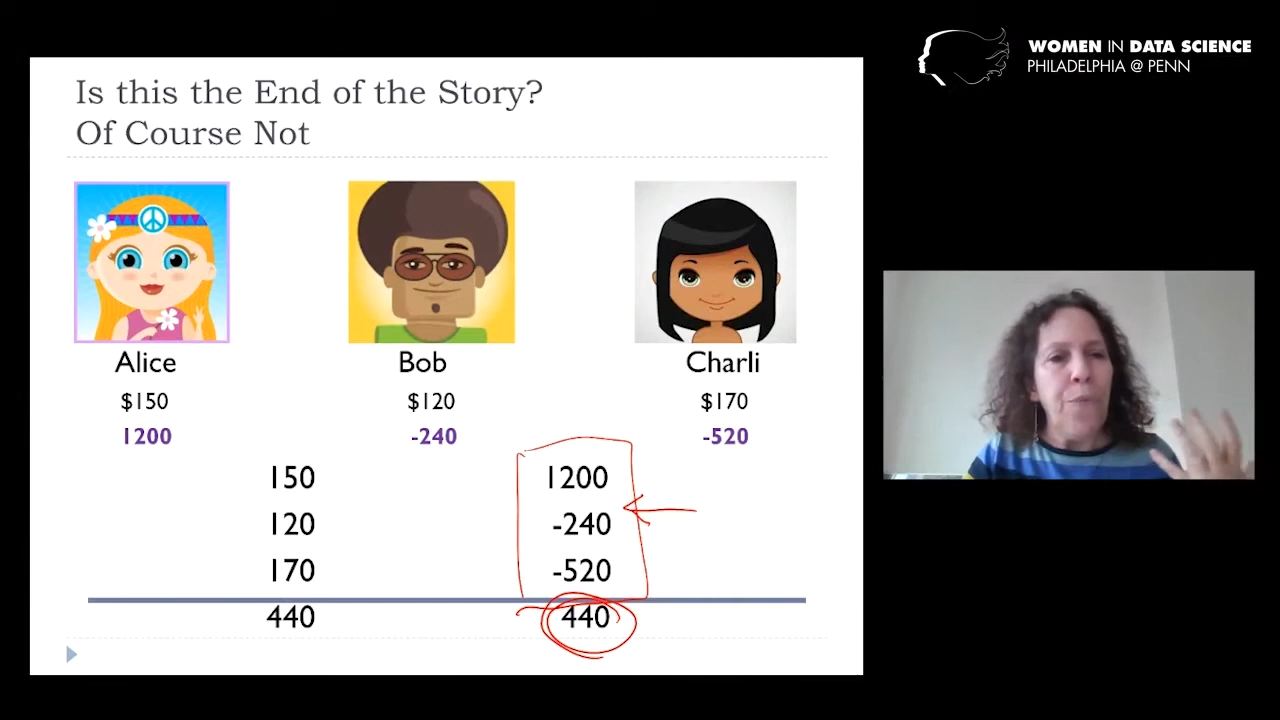 WOMEN IN DATA SCIENCE
PHILADELPHIA @ PENN
Is this the End of the Story?
Of Course Not
Alice Bob Charli
$150 $120 $170
1200 -240 -520
150 1200
120 -240
170 -520
440 440